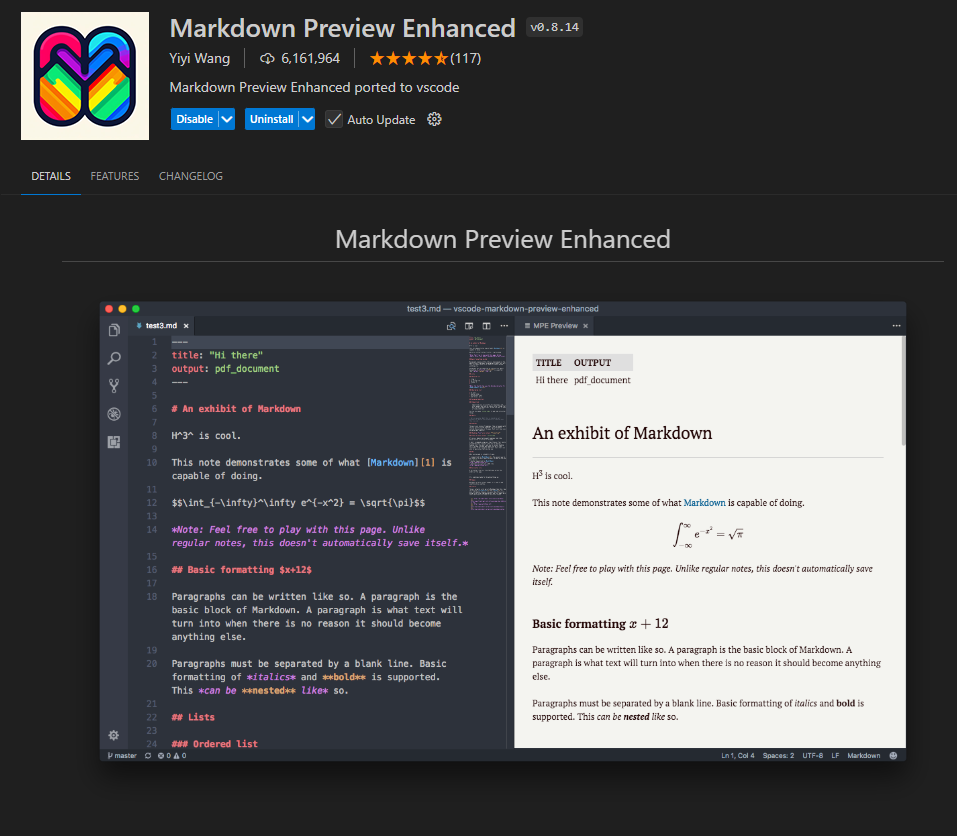 Markdown Preview Enhanced v0.8.14
Yiyi Wang 6,161,964 (117)
Markdown Preview Enhanced ported to vscode
Disable Uninstall Auto Update
DETAILS FEATURES CHANGELOG
Markdown Preview Enhanced
test3.md — vscode-markdown-preview-enhanced
test3.md
1 ---
2 title: "Hi there"
3 output: pdf_document
4 ---
5
6 # An exhibit of Markdown
7
8 H^3^ is cool.
9
10 This note demonstrates some of what [Markdown][1] is
capable of doing.
11
12 $$\int_{-\infty}^\infty e^{-x^2} = \sqrt{\pi}$$
13
14 *Note: Feel free to play with this page. Unlike
regular notes, this doesn't automatically save itself.*
15
16 ## Basic formatting $x+12$
17
18 Paragraphs can be written like so. A paragraph is the
basic block of Markdown. A paragraph is what text will
turn into when there is no reason it should become
anything else.
19
20 Paragraphs must be separated by a blank line. Basic
formatting of *italics* and **bold** is supported.
This *can be **nested** like* so.
21
22 ## Lists
23
24 ### Ordered list
MPE Preview
TITLE OUTPUT
Hi there pdf_document
An exhibit of Markdown
H³ is cool.
This note demonstrates some of what Markdown is capable of doing.
∫_{-∞}^{∞} e^{-x²} = √π
Note: Feel free to play with this page. Unlike regular notes, this doesn't automatically save
itself.
Basic formatting x + 12
Paragraphs can be written like so. A paragraph is the basic block of Markdown. A
paragraph is what text will turn into when there is no reason it should become anything
else.
Paragraphs must be separated by a blank line. Basic formatting of italics and bold is
supported. This can be nested like so.
master 0 0 Ln 1, Col 4 Spaces: 2 UTF-8 LF Markdown